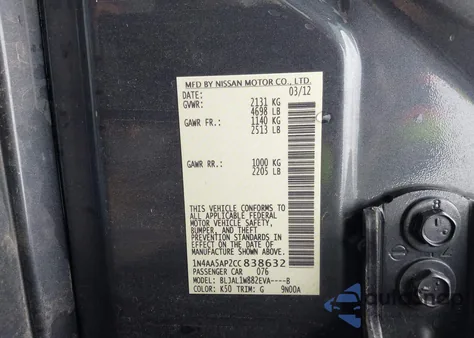 MFD BY NISSAN MOTOR CO., LTD.
DATE: 03/12
GVWR: 2131 KG
4698 LB
GAWR FR.: 1140 KG
2513 LB
GAWR RR.: 1000 KG
2205 LB
THIS VEHICLE CONFORMS TO
ALL APPLICABLE FEDERAL
MOTOR VEHICLE SAFETY,
BUMPER, AND THEFT
PREVENTION STANDARDS IN
EFFECT ON THE DATE OF
MANUFACTURE SHOWN ABOVE.
1N4AA5AP2CC838632
PASSENGER CAR 076
MODEL: BLJAL1W882EVA----B
COLOR: K50 TRIM: G 9N00A
8